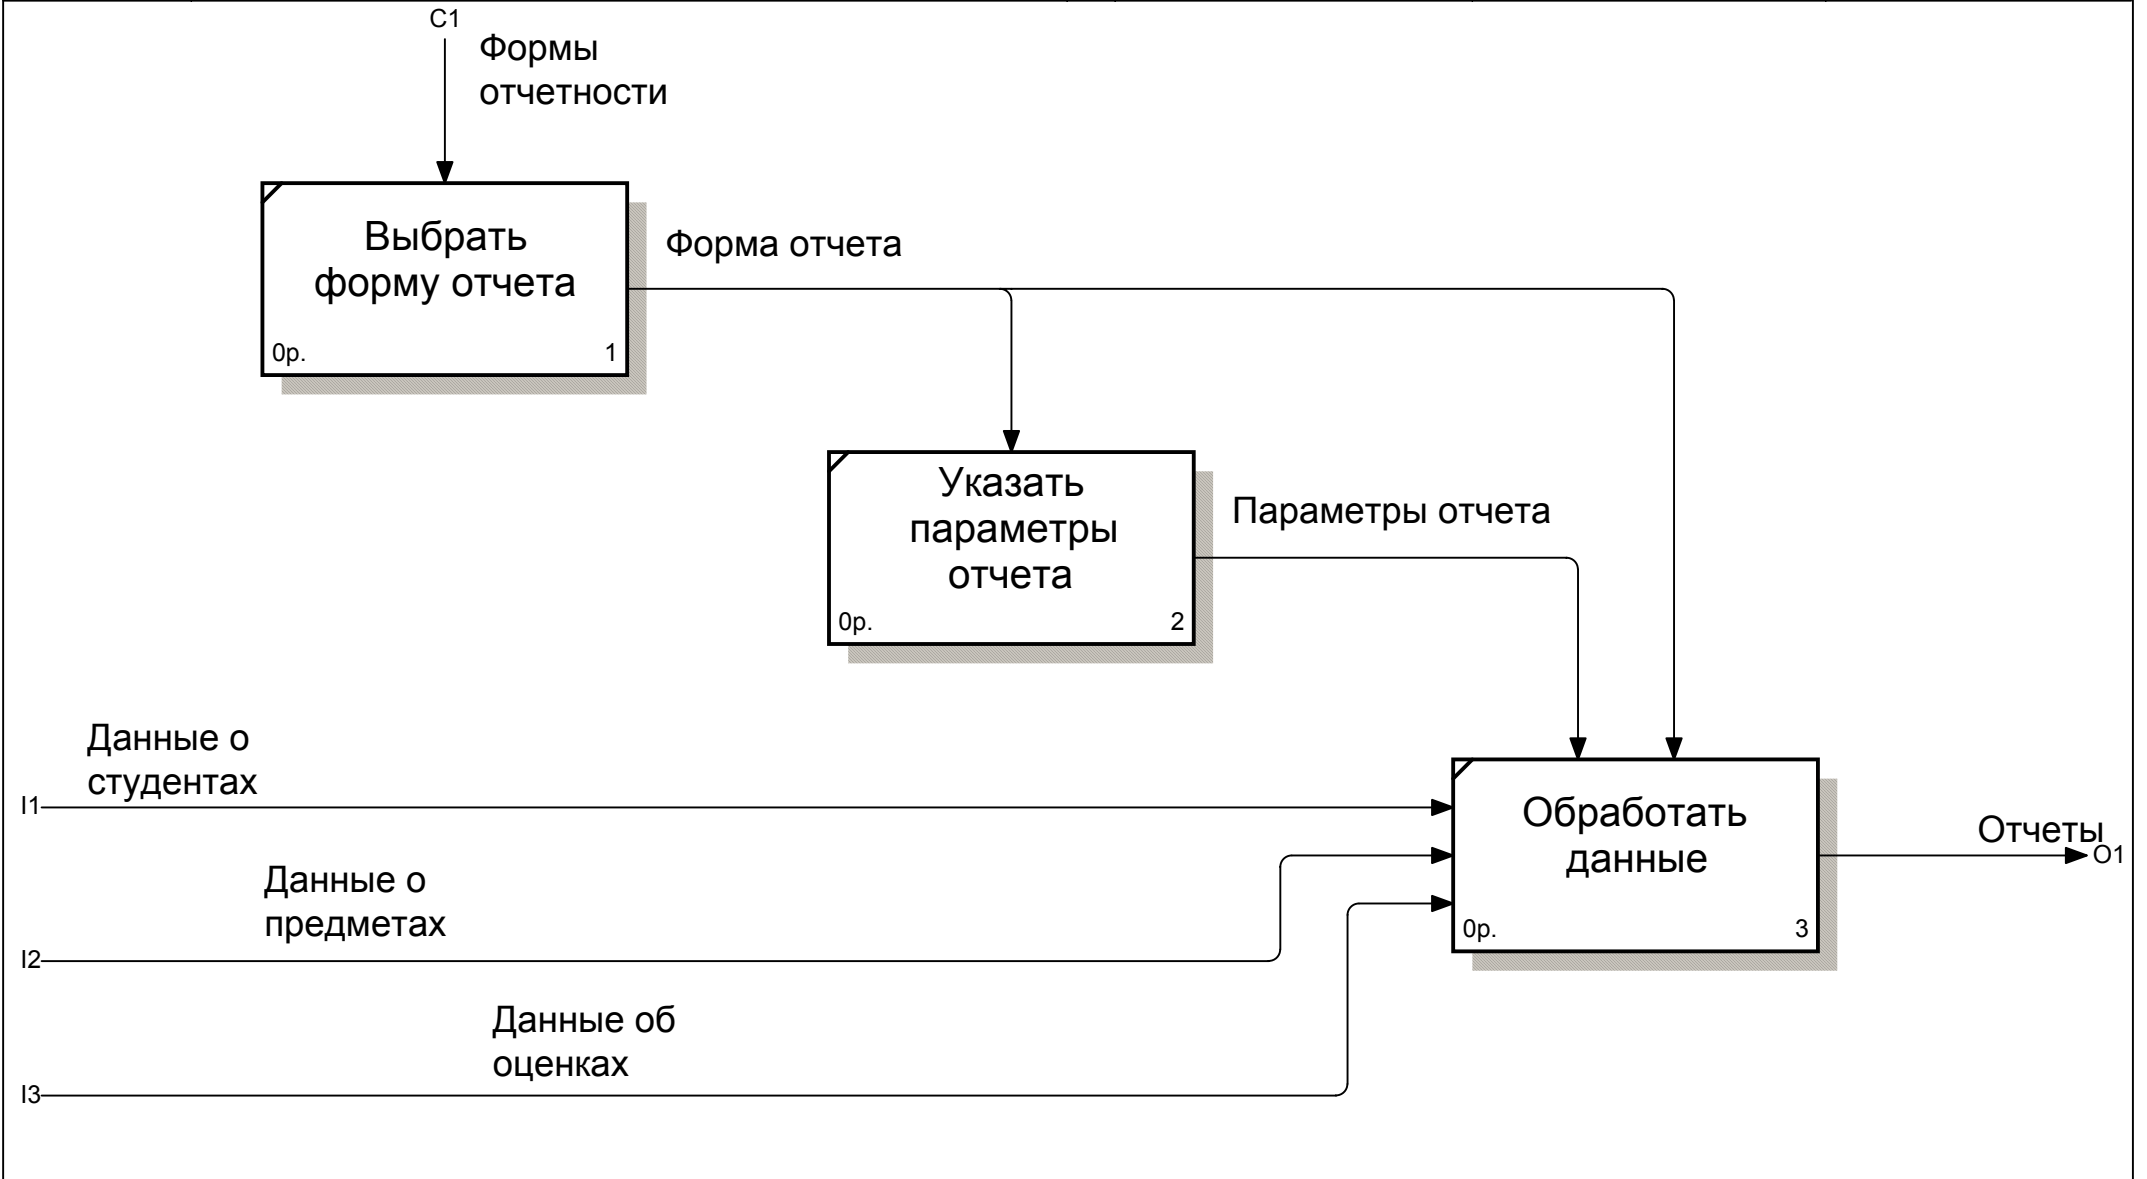 C1
Формы
отчетности
Выбрать
форму отчета
0р. 1
Форма отчета
Указать
параметры
отчета
0р. 2
Параметры отчета
Данные о
студентах
I1
Данные о
предметах
I2
Данные об
оценках
I3
Обработать
данные
0р. 3
Отчеты
O1